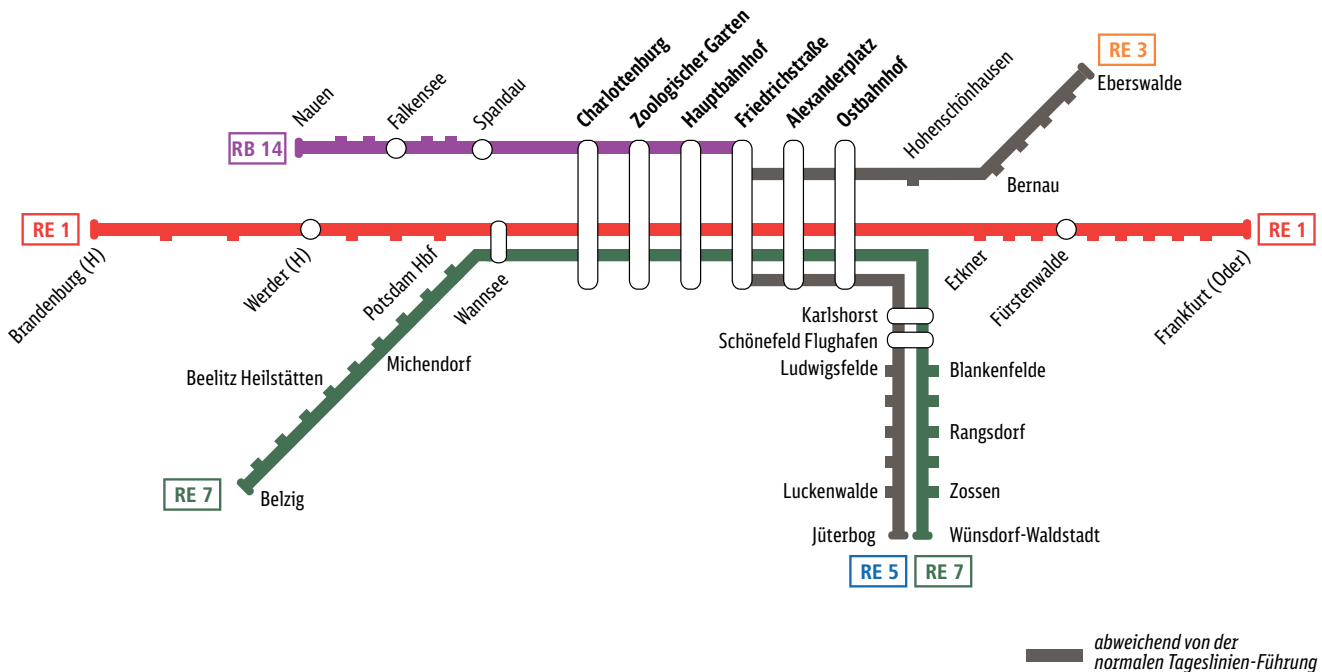 Nauen
Falkensee
Spandau
Charlottenburg
Zoologischer Garten
Hauptbahnhof
Friedrichstraße
Alexanderplatz
Ostbahnhof
Hohenschönhausen
RE 3
Eberswalde
RB 14
Bernau
RE 1
RE 1
Brandenburg (H)
Werder (H)
Potsdam Hbf
Wannsee
Erkner
Fürstenwalde
Frankfurt (Oder)
Karlshorst
Schönefeld Flughafen
Michendorf
Ludwigsfelde
Blankenfelde
Beelitz Heilstätten
Rangsdorf
RE 7
Belzig
Luckenwalde
Zossen
Jüterbog
Wünsdorf-Waldstadt
RE 5
RE 7
abweichend von der
normalen Tageslinien-Führung